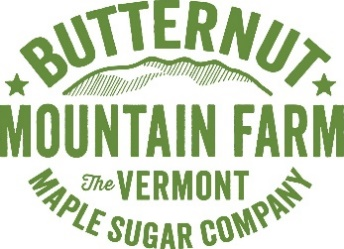 BUTTERNUT
MOUNTAIN FARM
The VERMONT
MAPLE SUGAR COMPANY